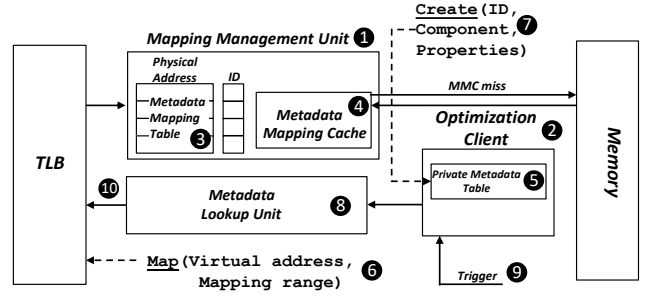 Create(ID,
Component, 7
Properties)
Mapping Management Unit 1
Physical
Address
ID
Metadata
Mapping
Table 3
Metadata 4
Mapping Cache
MMC miss
Optimization
Client 2
Private Metadata
Table 5
TLB
Memory
10
Metadata
Lookup Unit 8
Map(Virtual address,
Mapping range) 6
Trigger 9